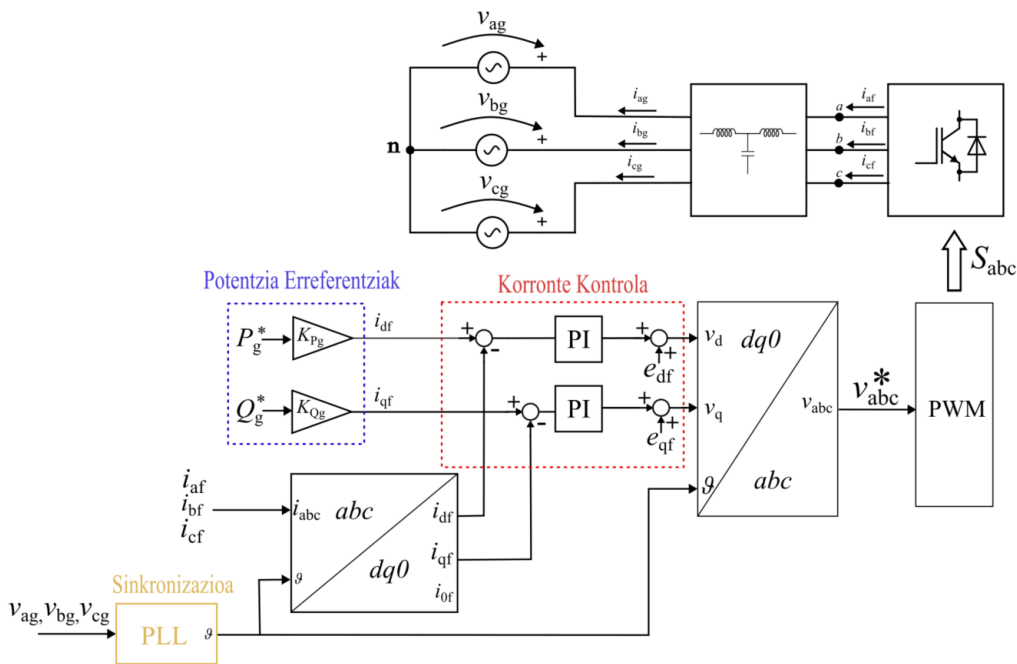 v_ag
v_bg
n
v_cg
i_ag
i_bg
i_cg
a
b
c
i_af
i_bf
i_cf
S_abc
Potentzia Erreferentziak
P_g^*
K_Pg
i_df
Q_g^*
K_Qg
i_qf
Korronte Kontrola
+
-
PI
+
+
e_df
+
-
PI
+
+
e_qf
v_d
dq0
v_q
v_abc
ϑ
abc
v_abc^*
PWM
i_af
i_bf
i_cf
i_abc
abc
i_df
i_qf
dq0
ϑ
i_0f
Sinkronizazioa
v_ag,v_bg,v_cg
PLL
ϑ
+
+
+